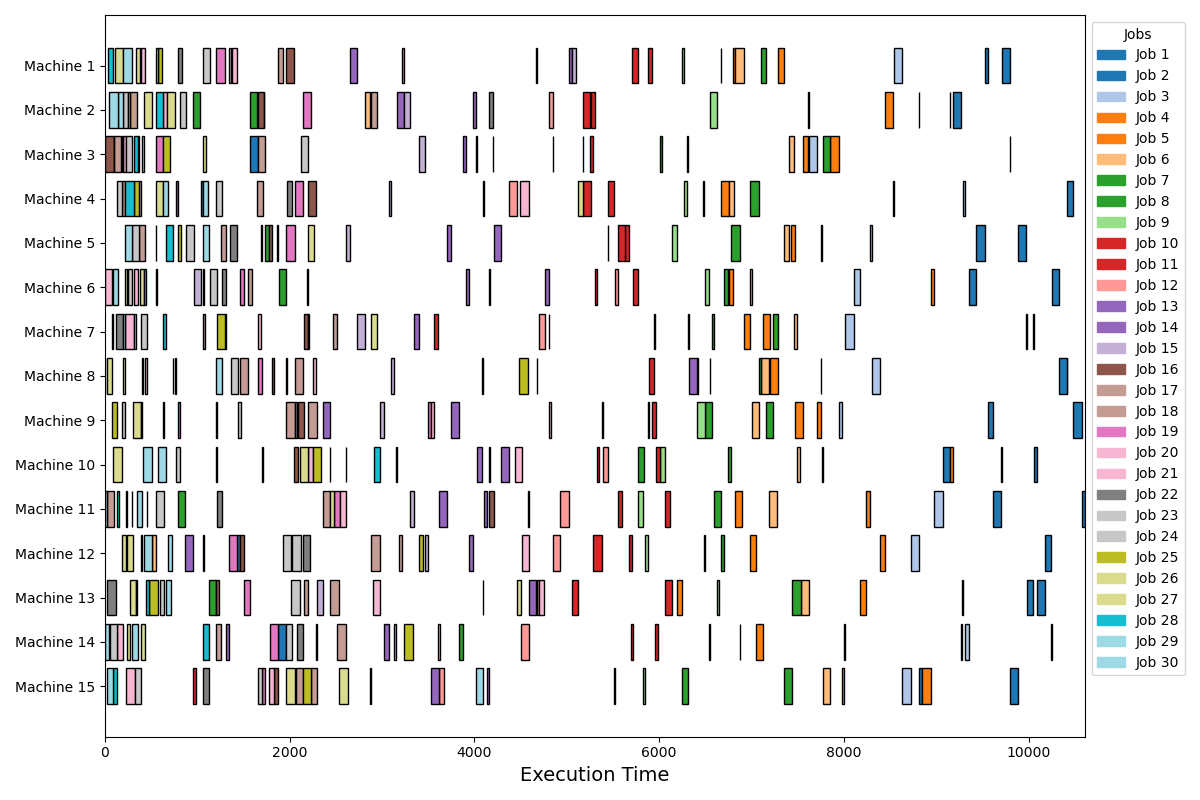 Machine 1
Machine 2
Machine 3
Machine 4
Machine 5
Machine 6
Machine 7
Machine 8
Machine 9
Machine 10
Machine 11
Machine 12
Machine 13
Machine 14
Machine 15
0 2000 4000 6000 8000 10000
Execution Time
Jobs
Job 1
Job 2
Job 3
Job 4
Job 5
Job 6
Job 7
Job 8
Job 9
Job 10
Job 11
Job 12
Job 13
Job 14
Job 15
Job 16
Job 17
Job 18
Job 19
Job 20
Job 21
Job 22
Job 23
Job 24
Job 25
Job 26
Job 27
Job 28
Job 29
Job 30